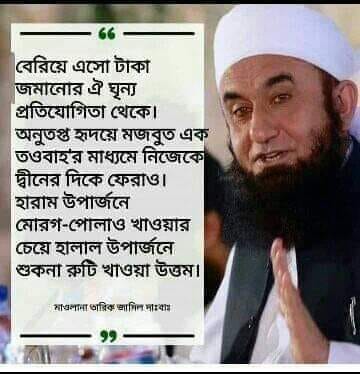 বেরিয়ে এসো টাকা
জমানোর ঐ ঘৃন্য
প্রতিযোগিতা থেকে।
অনুতপ্ত হৃদয়ে মজবুত এক
তওবাহ'র মাধ্যমে নিজেকে
দ্বীনের দিকে ফেরাও।
হারাম উপার্জনে
মোরগ-পোলাও খাওয়ার
চেয়ে হালাল উপার্জনে
শুকনা রুটি খাওয়া উত্তম।
মাওলানা তারিক জামিল দাঃবাঃ